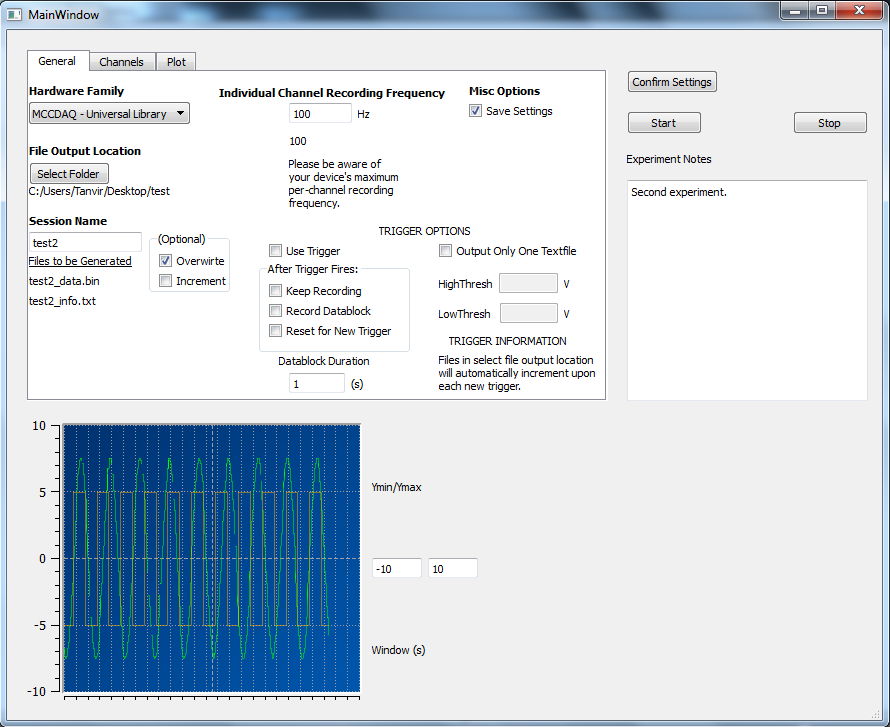 MainWindow
General
Channels
Plot
Hardware Family
MCCDAQ - Universal Library
File Output Location
Select Folder
C:/Users/Tanvir/Desktop/test
Session Name
test2
Files to be Generated
test2_data.bin
test2_info.txt
(Optional)
Overwirte
Increment
Individual Channel Recording Frequency
100 Hz
100
Please be aware of
your device's maximum
per-channel recording
frequency.
Misc Options
Save Settings
TRIGGER OPTIONS
Use Trigger
After Trigger Fires:
Keep Recording
Record Datablock
Reset for New Trigger
Datablock Duration
1 (s)
Output Only One Textfile
HighThresh V
LowThresh V
TRIGGER INFORMATION
Files in select file output location
will automatically increment upon
each new trigger.
Confirm Settings
Start
Stop
Experiment Notes
Second experiment.
10
5
0
-5
-10
Ymin/Ymax
-10
10
Window (s)